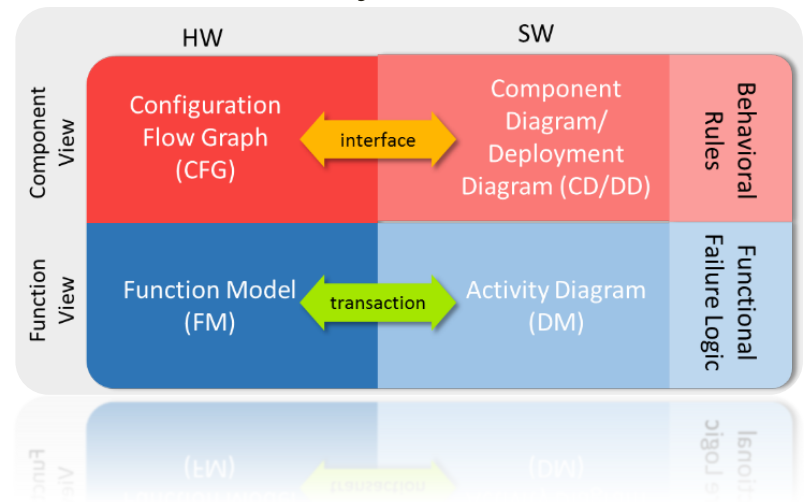 HW
SW
Component
View
Configuration
Flow Graph
(CFG)
interface
Component
Diagram/
Deployment
Diagram (CD/DD)
Behavioral
Rules
Function
View
Function Model
(FM)
transaction
Activity Diagram
(DM)
Functional
Failure Logic